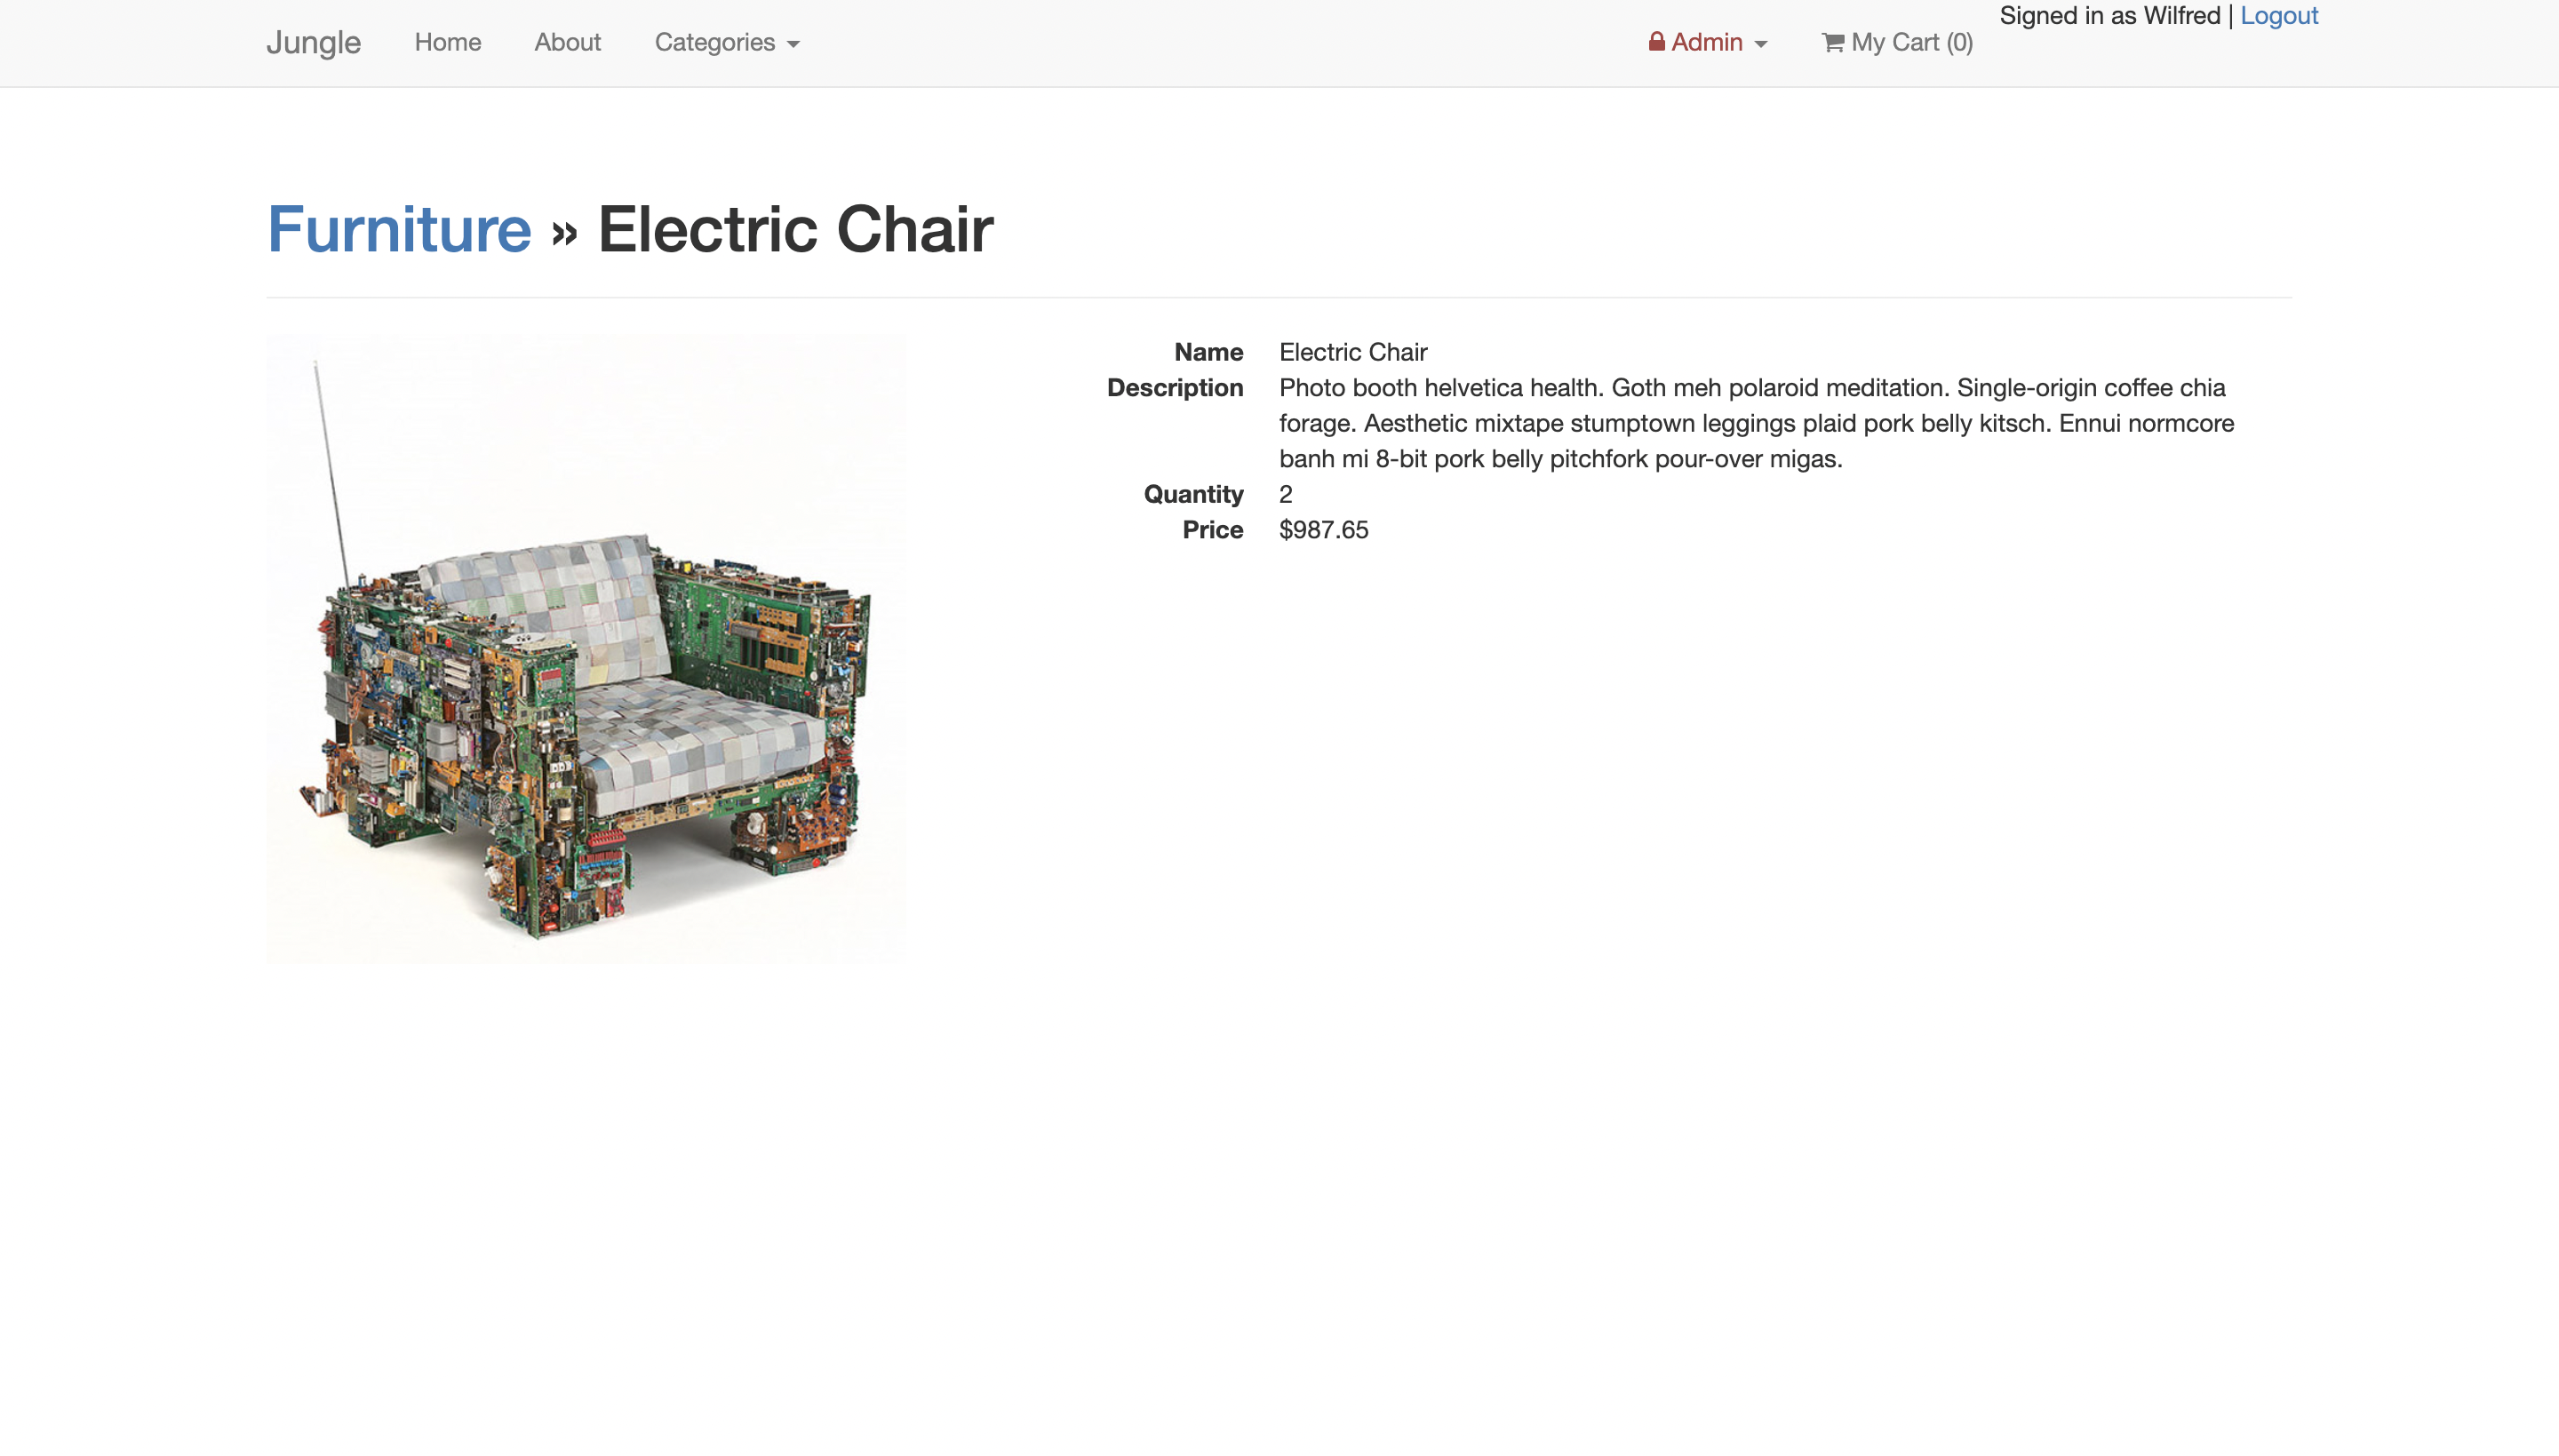 Signed in as Wilfred | Logout
Jungle Home About Categories Admin My Cart (0)
Furniture » Electric Chair
Name Electric Chair
Description Photo booth helvetica health. Goth meh polaroid meditation. Single-origin coffee chia
forage. Aesthetic mixtape stumptown leggings plaid pork belly kitsch. Ennui normcore
banh mi 8-bit pork belly pitchfork pour-over migas.
Quantity 2
Price $987.65